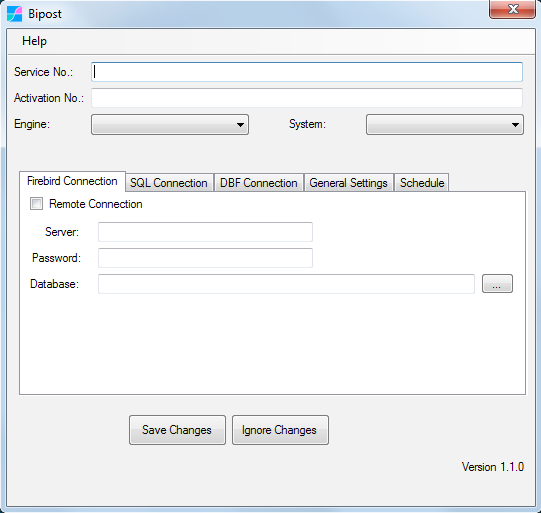 Bipost
Help
Service No.:
Activation No.:
Engine: System:
Firebird Connection SQL Connection DBF Connection General Settings Schedule
Remote Connection
Server:
Password:
Database: ...
Save Changes Ignore Changes
Version 1.1.0